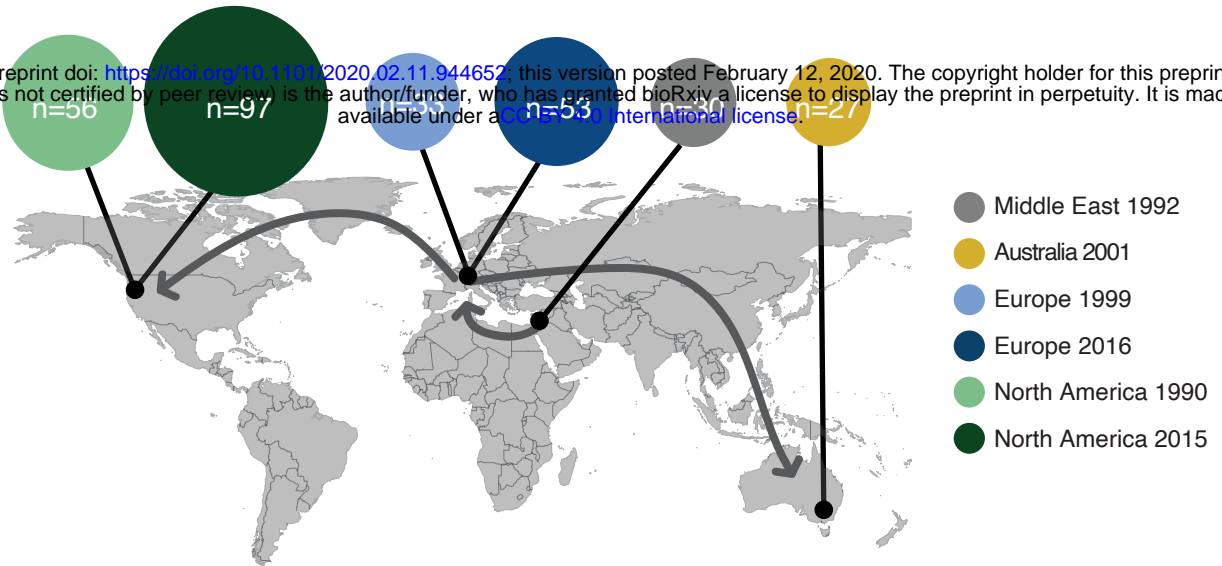 reprint doi: https://doi.org/10.1101/2020.02.11.944652; this version posted February 12, 2020. The copyright holder for this preprin
s not certified by peer review) is the author/funder, who has granted bioRxiv a license to display the preprint in perpetuity. It is mad
available under aCC-BY 4.0 International license.
n=56
n=97
n=53
n=30
n=27
Middle East 1992
Australia 2001
Europe 1999
Europe 2016
North America 1990
North America 2015